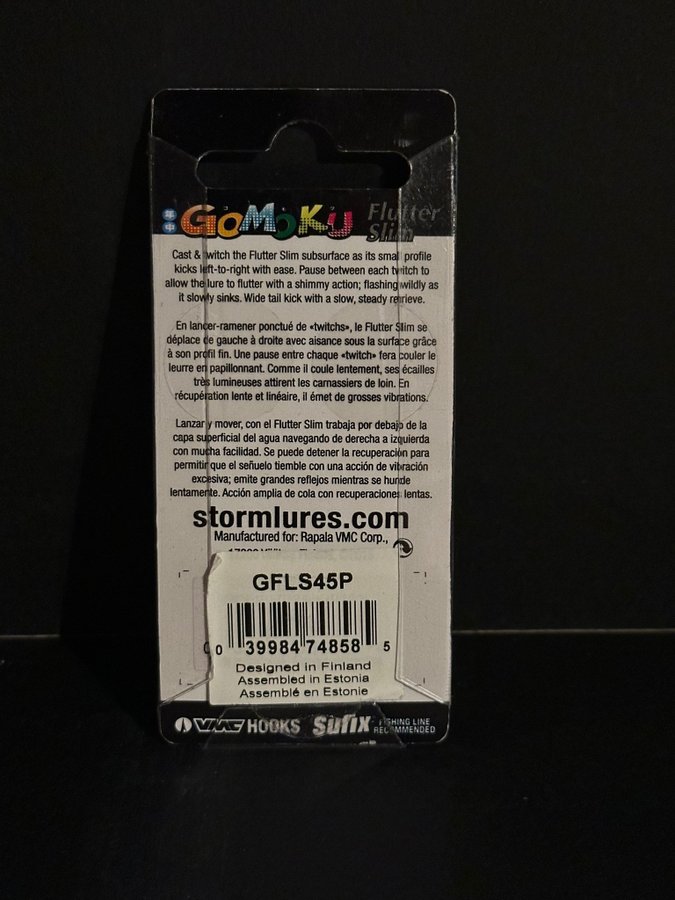 GoMoKu Flutter
Slim
Cast & twitch the Flutter Slim subsurface as its small profile
kicks left-to-right with ease. Pause between each twitch to
allow the lure to flutter with a shimmy action; flashing wildly as
it slowly sinks. Wide tail kick with a slow, steady retrieve.
En lancer-ramener ponctué de «twitchs», le Flutter Slim se
déplace de gauche à droite avec aisance sous la surface grâce
à son profil fin. Une pause entre chaque «twitch» fera couler le
leurre en papillonnant. Comme il coule lentement, ses écailles
très lumineuses attirent les carnassiers de loin. En
récupération lente et linéaire, il émet de grosses vibrations.
Lanzar y mover, con el Flutter Slim trabaja por debajo de la
capa superficial del agua navegando de derecha a izquierda
con mucha facilidad. Se puede detener la recuperación para
permitir que el señuelo tiemble con una acción de vibración
excesiva; emite grandes reflejos mientras se hunde
lentamente. Acción amplia de cola con recuperaciones lentas.
stormlures.com
Manufactured for: Rapala VMC Corp.,
GFLS45P
0 39984 74858 5
Designed in Finland
Assembled in Estonia
Assemblé en Estonie
VMC HOOKS Sufix FISHING LINE
RECOMMENDED